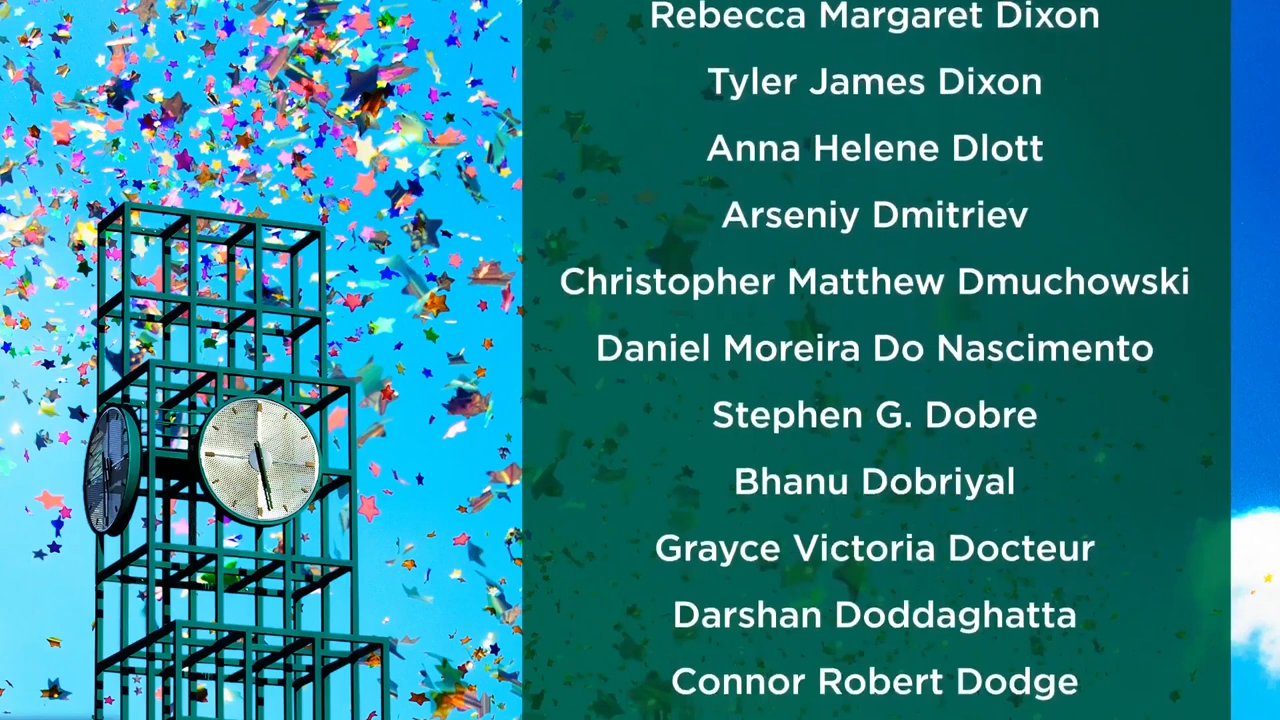 Rebecca Margaret Dixon
Tyler James Dixon
Anna Helene Dlott
Arseniy Dmitriev
Christopher Matthew Dmuchowski
Daniel Moreira Do Nascimento
Stephen G. Dobre
Bhanu Dobriyal
Grayce Victoria Docteur
Darshan Doddaghatta
Connor Robert Dodge